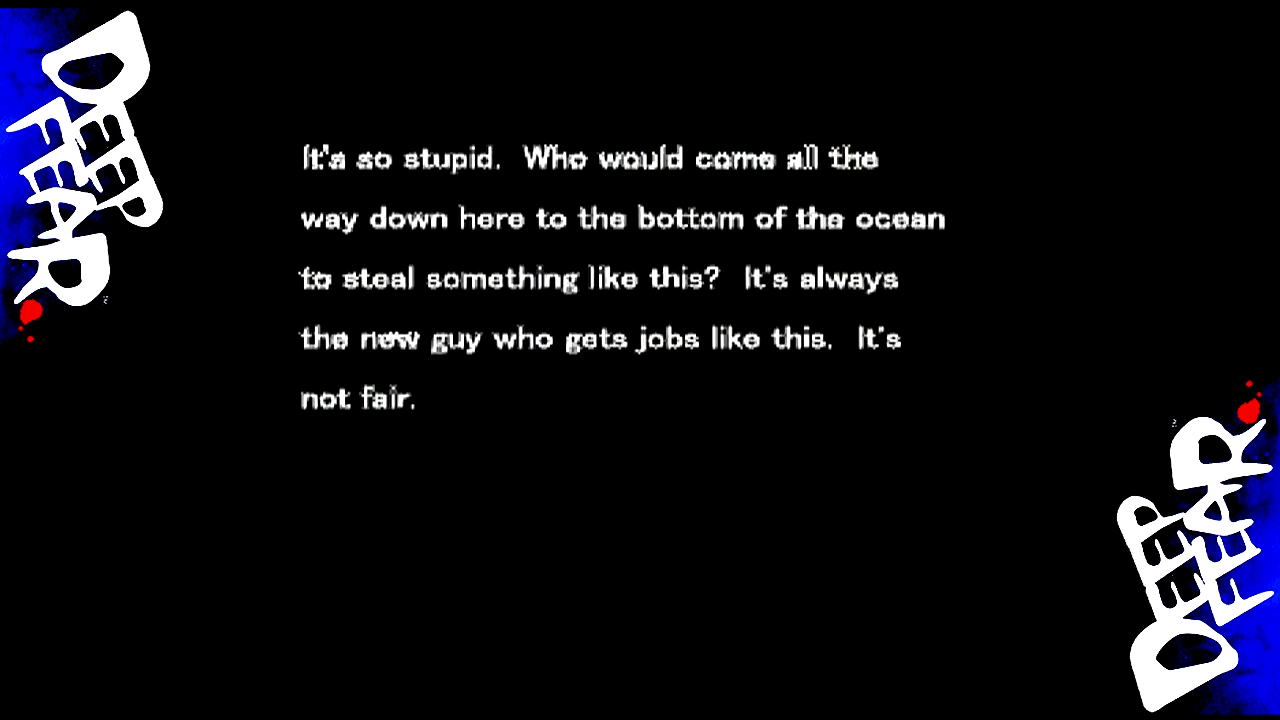 DEEP
FEAR
It's so stupid.  Who would come all the
way down here to the bottom of the ocean
to steal something like this?  It's always
the new guy who gets jobs like this.  It's
not fair.
DEEP
FEAR